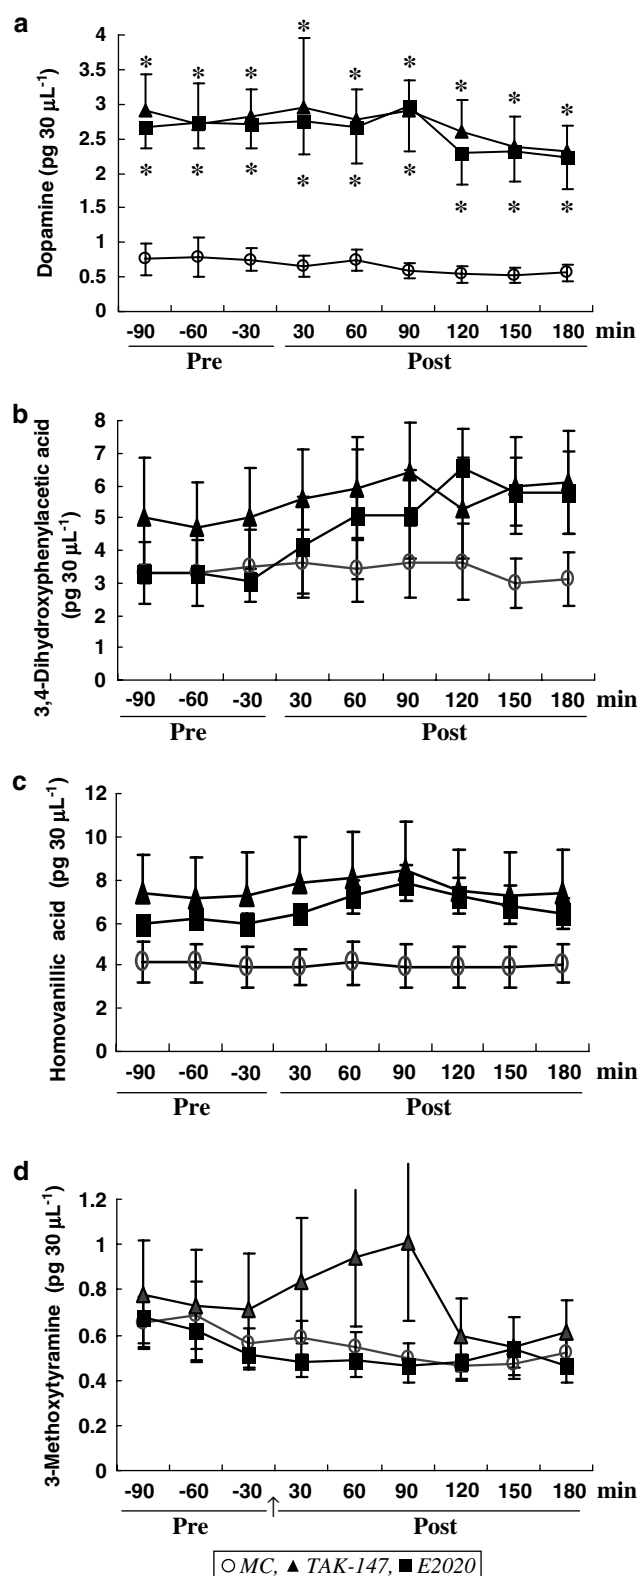 a
Dopamine (pg 30 µL⁻¹)
4
3.5
3
2.5
2
1.5
1
0.5
0
* * * * * * * * *
* * * * * * * * *
-90 -60 -30 30 60 90 120 150 180 min
Pre Post
b
3,4-Dihydroxyphenylacetic acid
(pg 30 µL⁻¹)
8
7
6
5
4
3
2
1
0
-90 -60 -30 30 60 90 120 150 180 min
Pre Post
c
Homovanillic acid (pg 30 µL⁻¹)
12
10
8
6
4
2
0
-90 -60 -30 30 60 90 120 150 180 min
Pre Post
d
3-Methoxytyramine (pg 30 µL⁻¹)
1.2
1
0.8
0.6
0.4
0.2
0
-90 -60 -30 30 60 90 120 150 180 min
↑
Pre Post
○ MC, ▲ TAK-147, ■ E2020